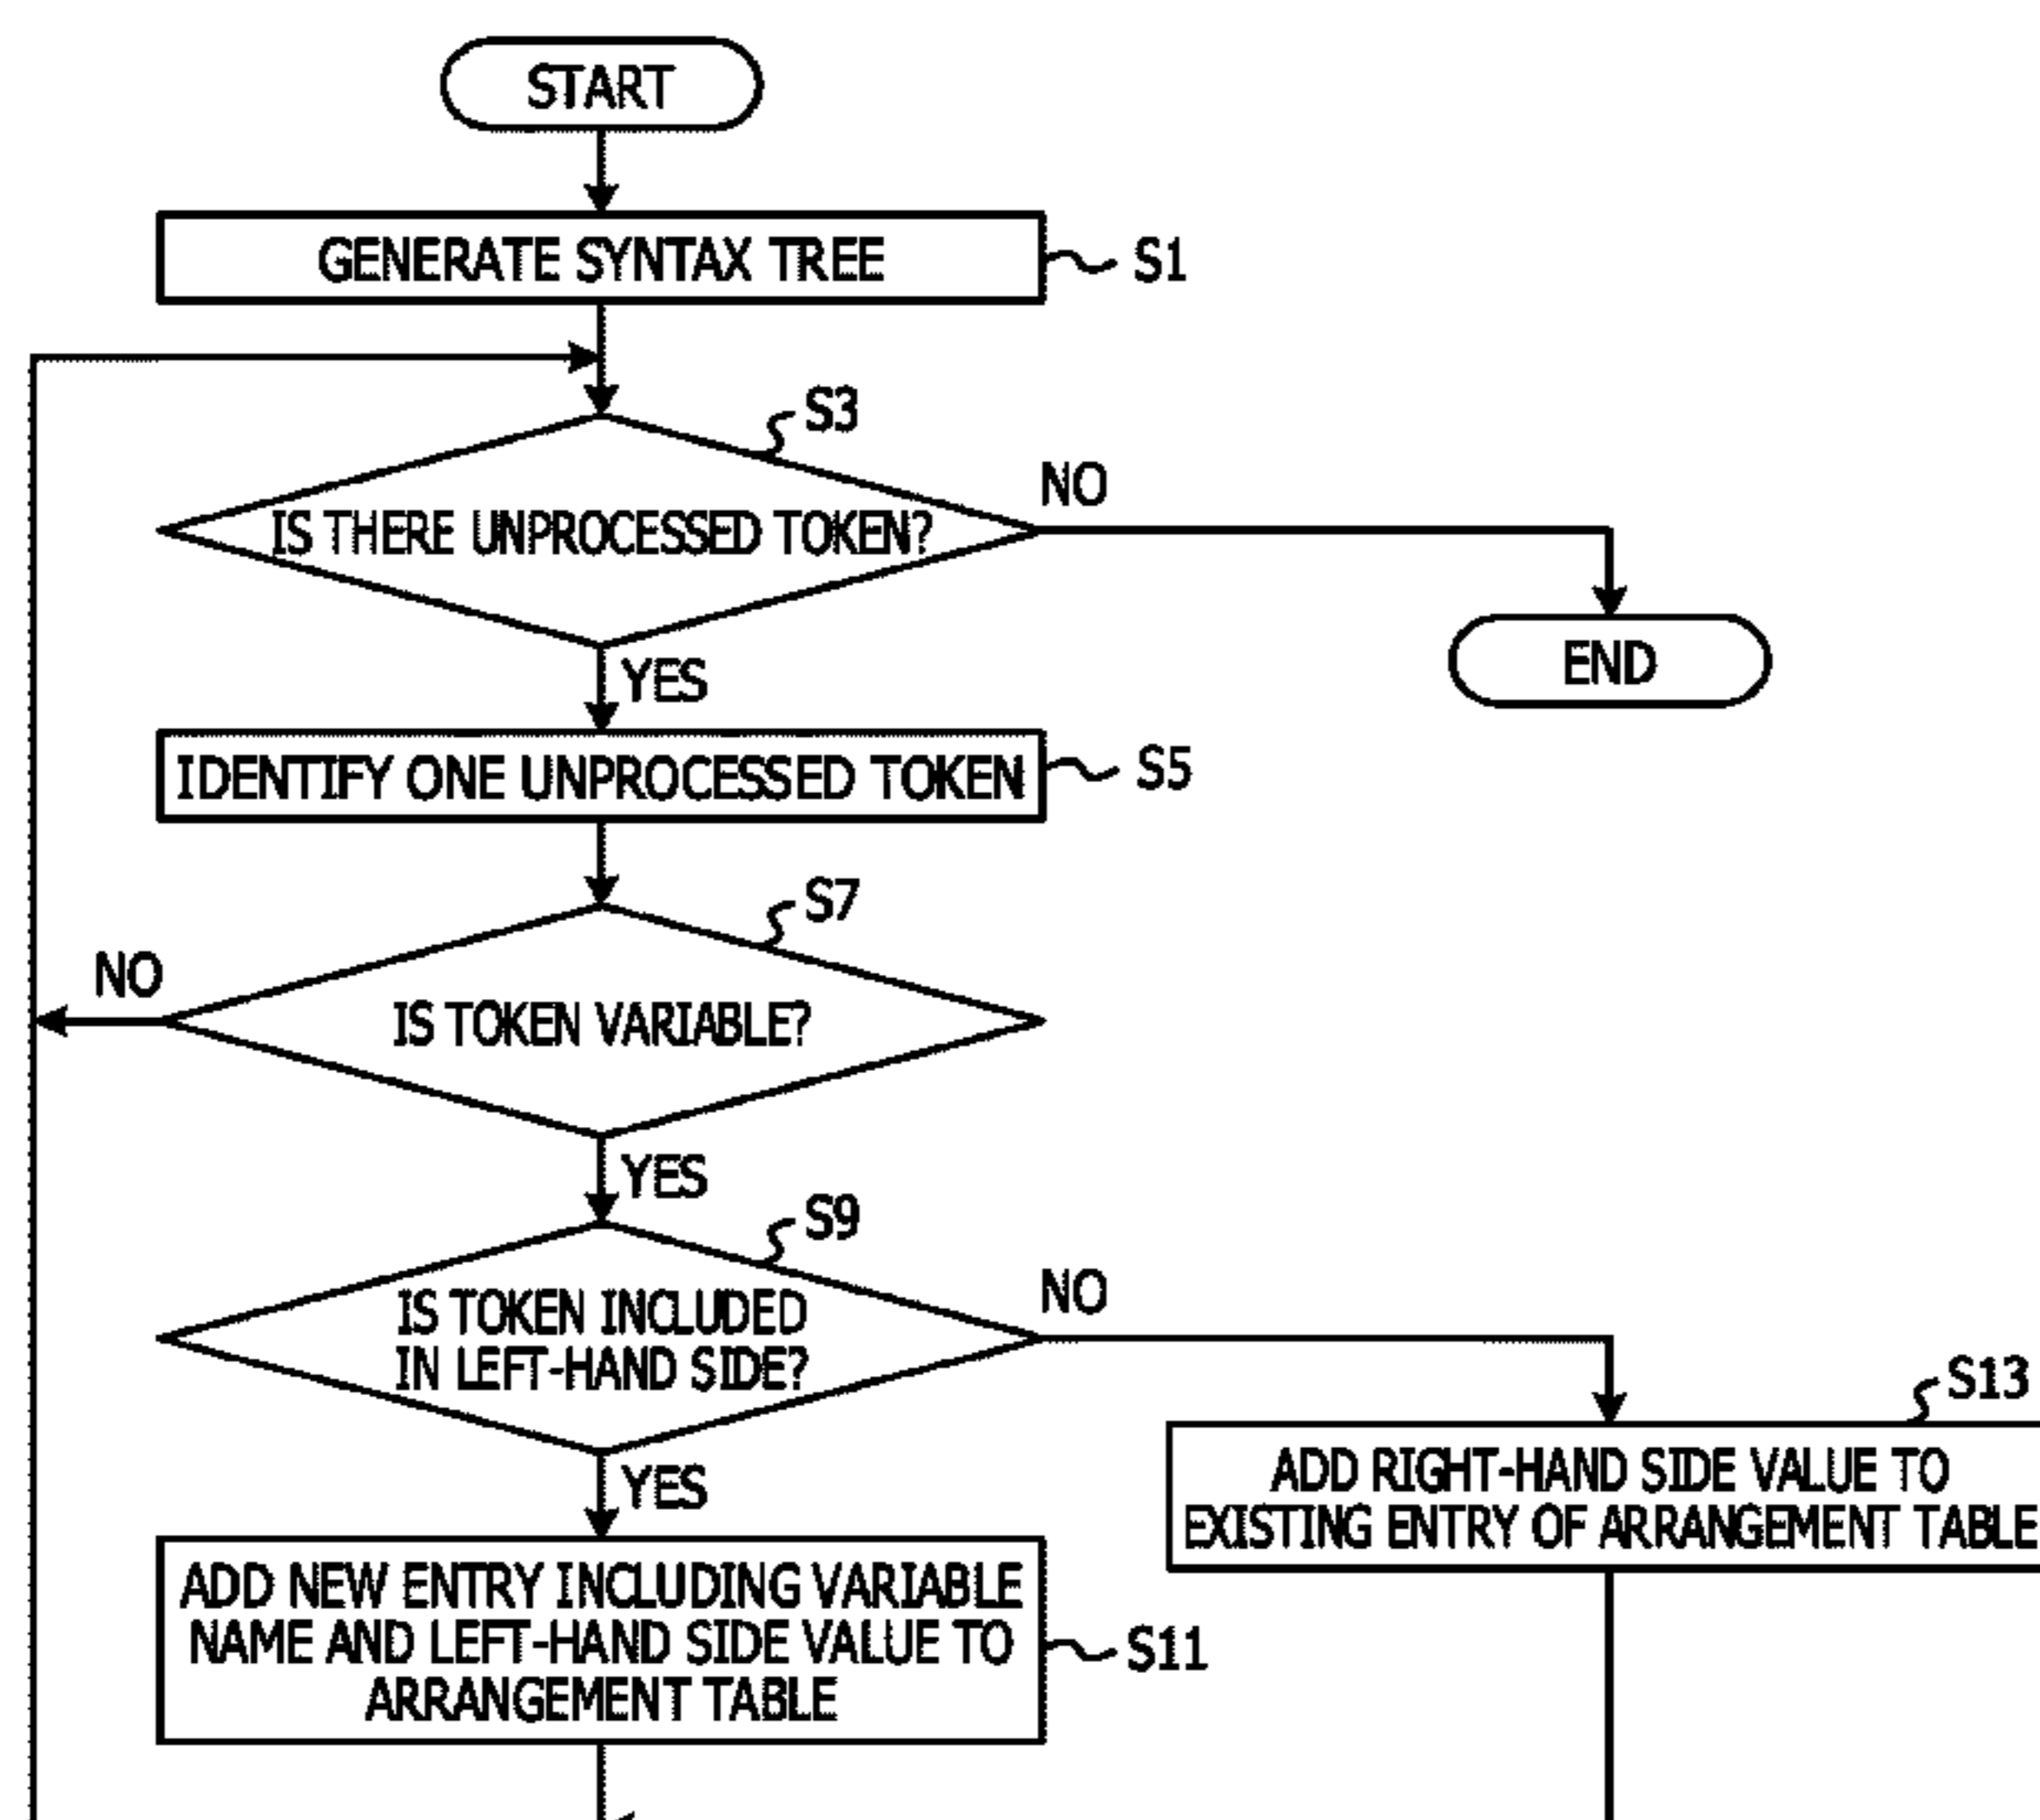 START
GENERATE SYNTAX TREE
S1
S3
IS THERE UNPROCESSED TOKEN?
NO
END
YES
IDENTIFY ONE UNPROCESSED TOKEN
S5
S7
NO
IS TOKEN VARIABLE?
YES
S9
IS TOKEN INCLUDED
IN LEFT-HAND SIDE?
NO
S13
ADD RIGHT-HAND SIDE VALUE TO
EXISTING ENTRY OF ARRANGEMENT TABLE
YES
ADD NEW ENTRY INCLUDING VARIABLE
NAME AND LEFT-HAND SIDE VALUE TO
ARRANGEMENT TABLE
S11